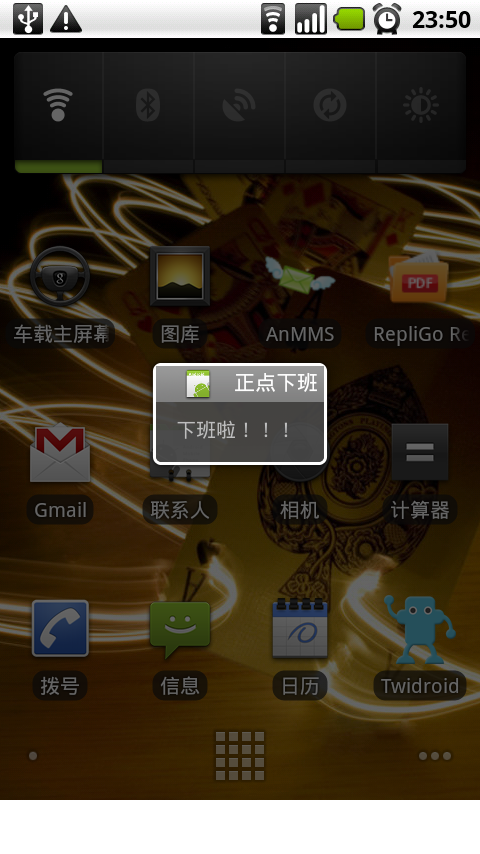 23:50
车载主屏幕
图库
AnMMS
PDF
RepliGo Re
正点下班
下班啦！！！
Gmail
联系人
相机
计算器
拨号
信息
日历
Twidroid